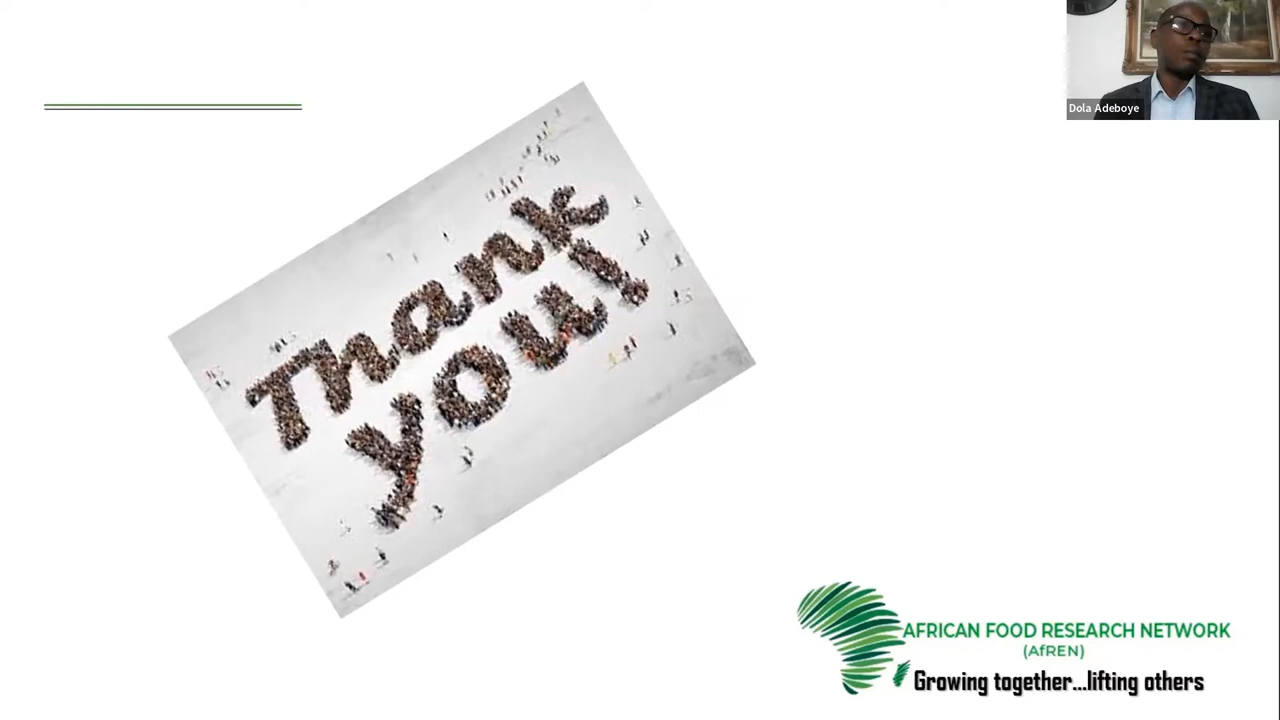 Dola Adeboye
Thank
you!
AFRICAN FOOD RESEARCH NETWORK
(AfREN)
Growing together...lifting others